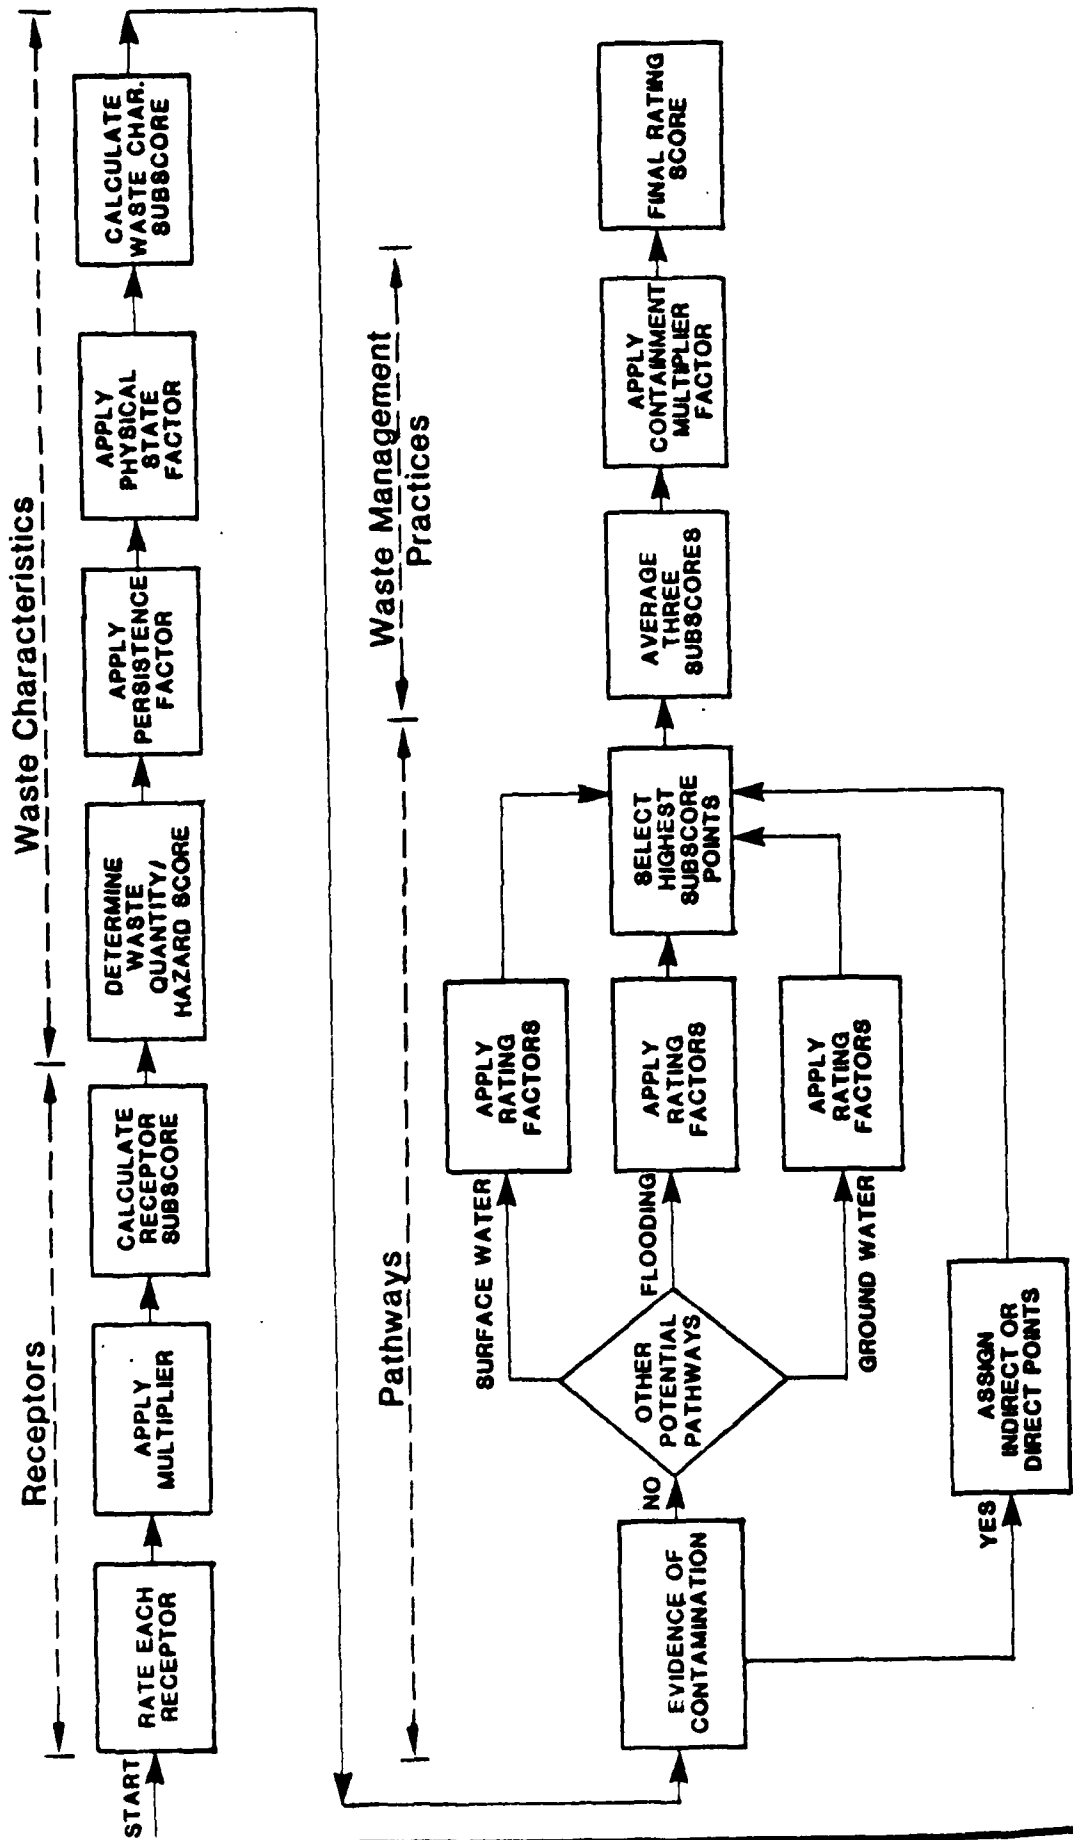 Receptors
Waste Characteristics
START
RATE EACH
RECEPTOR
APPLY
MULTIPLIER
CALCULATE
RECEPTOR
SUBSCORE
DETERMINE
WASTE
QUANTITY/
HAZARD SCORE
APPLY
PERSISTENCE
FACTOR
APPLY
PHYSICAL
STATE
FACTOR
CALCULATE
WASTE CHAR.
SUBSCORE
Pathways
Waste Management
Practices
EVIDENCE OF
CONTAMINATION
NO
YES
OTHER
POTENTIAL
PATHWAYS
SURFACE WATER
FLOODING
GROUND WATER
APPLY
RATING
FACTORS
APPLY
RATING
FACTORS
APPLY
RATING
FACTORS
ASSIGN
INDIRECT OR
DIRECT POINTS
SELECT
HIGHEST
SUBSCORE
POINTS
AVERAGE
THREE
SUBSCORES
APPLY
CONTAINMENT
MULTIPLIER
FACTOR
FINAL RATING
SCORE